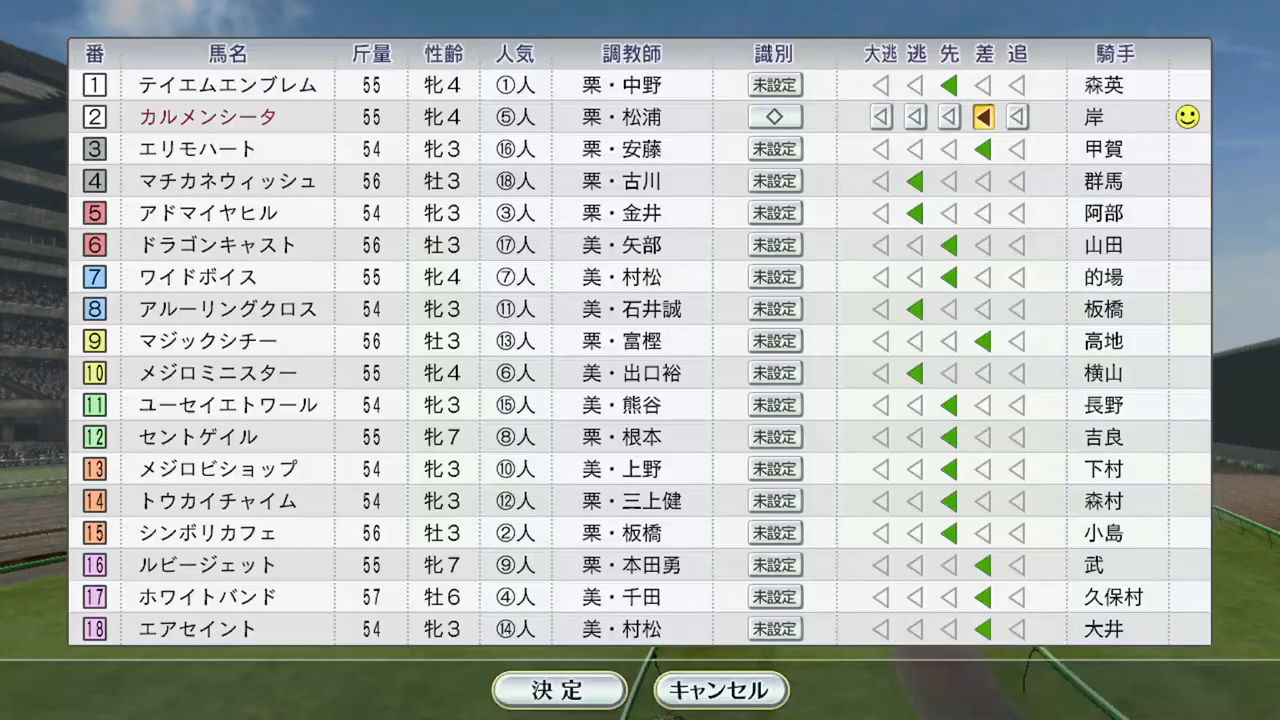 番 馬名 斤量 性齢 人気 調教師 識別 大逃 逃 先 差 追 騎手
1 テイエムエンブレム 55 牝4 ①人 栗・中野 未設定 森英
2 カルメンシータ 55 牝4 ⑤人 栗・松浦 ◇ 岸
3 エリモハート 54 牝3 ⑯人 栗・安藤 未設定 甲賀
4 マチカネウィッシュ 56 牡3 ⑱人 栗・古川 未設定 群馬
5 アドマイヤヒル 54 牝3 ③人 栗・金井 未設定 阿部
6 ドラゴンキャスト 56 牡3 ⑰人 美・矢部 未設定 山田
7 ワイドボイス 55 牝4 ⑦人 美・村松 未設定 的場
8 アルーリングクロス 54 牝3 ⑪人 美・石井誠 未設定 板橋
9 マジックシチー 56 牡3 ⑬人 栗・富樫 未設定 高地
10 メジロミニスター 55 牝4 ⑥人 美・出口裕 未設定 横山
11 ユーセイエトワール 54 牝3 ⑮人 美・熊谷 未設定 長野
12 セントゲイル 55 牝7 ⑧人 栗・根本 未設定 吉良
13 メジロビショップ 54 牝3 ⑩人 美・上野 未設定 下村
14 トウカイチャイム 54 牝3 ⑫人 栗・三上健 未設定 森村
15 シンボリカフェ 56 牡3 ②人 栗・板橋 未設定 小島
16 ルビージェット 55 牝7 ⑨人 栗・本田勇 未設定 武
17 ホワイトバンド 57 牡6 ④人 美・千田 未設定 久保村
18 エアセイント 54 牝3 ⑭人 美・村松 未設定 大井
決定 キャンセル